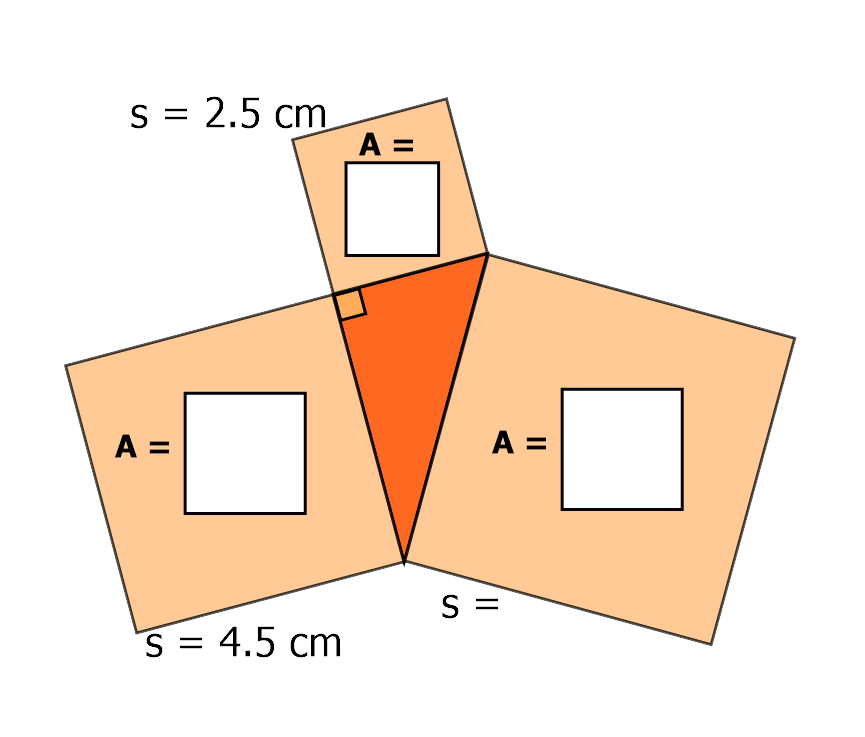 s = 2.5 cm
A =
A =
A =
s =
s = 4.5 cm